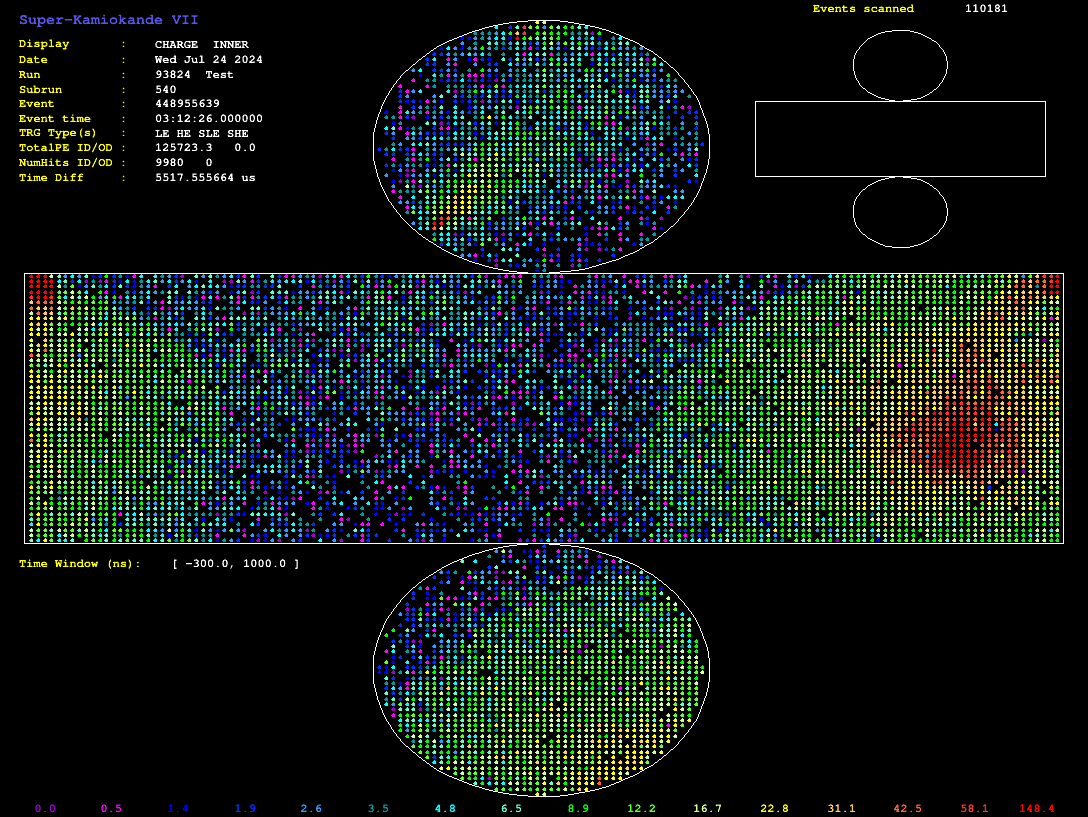 Super-Kamiokande VII
Events scanned 110181
Display : CHARGE INNER
Date : Wed Jul 24 2024
Run : 93824 Test
Subrun : 540
Event : 448955639
Event time : 03:12:26.000000
TRG Type(s) : LE HE SLE SHE
TotalPE ID/OD : 125723.3 0.0
NumHits ID/OD : 9980 0
Time Diff : 5517.555664 us
Time Window (ns): [ -300.0, 1000.0 ]
0.0 0.5 1.4 1.9 2.6 3.5 4.8 6.5 8.9 12.2 16.7 22.8 31.1 42.5 58.1 148.4